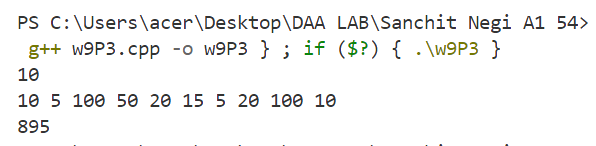 PS C:\Users\acer\Desktop\DAA LAB\Sanchit Negi A1 54>
g++ w9P3.cpp -o w9P3 } ; if ($?) { .\w9P3 }
10
10 5 100 50 20 15 5 20 100 10
895